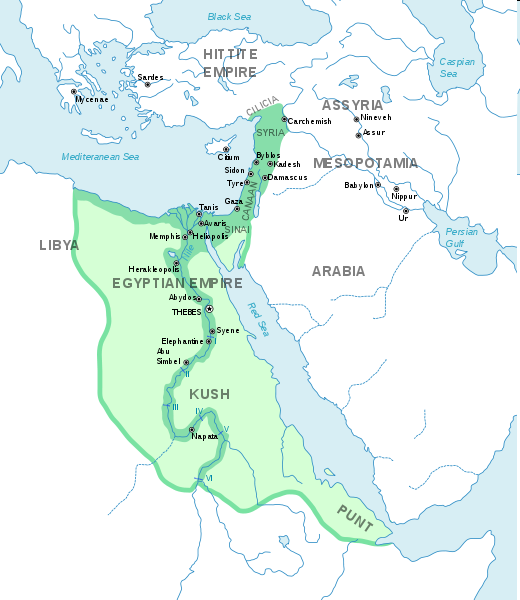 Black Sea
HITTITE
EMPIRE
Caspian
Sea
Sardes
Mycenae
CILICIA
ASSYRIA
Carchemish
Nineveh
SYRIA
Assur
Mediterranean Sea
Citium
Byblos
Kadesh
MESOPOTAMIA
Sidon
Tyre
Damascus
Babylon
Nippur
CANAAN
Gaza
Tanis
Ur
Avaris
SINAI
Persian
Gulf
Memphis
Heliopolis
LIBYA
Nile
Herakleopolis
ARABIA
EGYPTIAN EMPIRE
Abydos
THEBES
Red Sea
Syene
Elephantine
I
Abu
Simbel
II
KUSH
III
IV
V
Napata
VI
PUNT